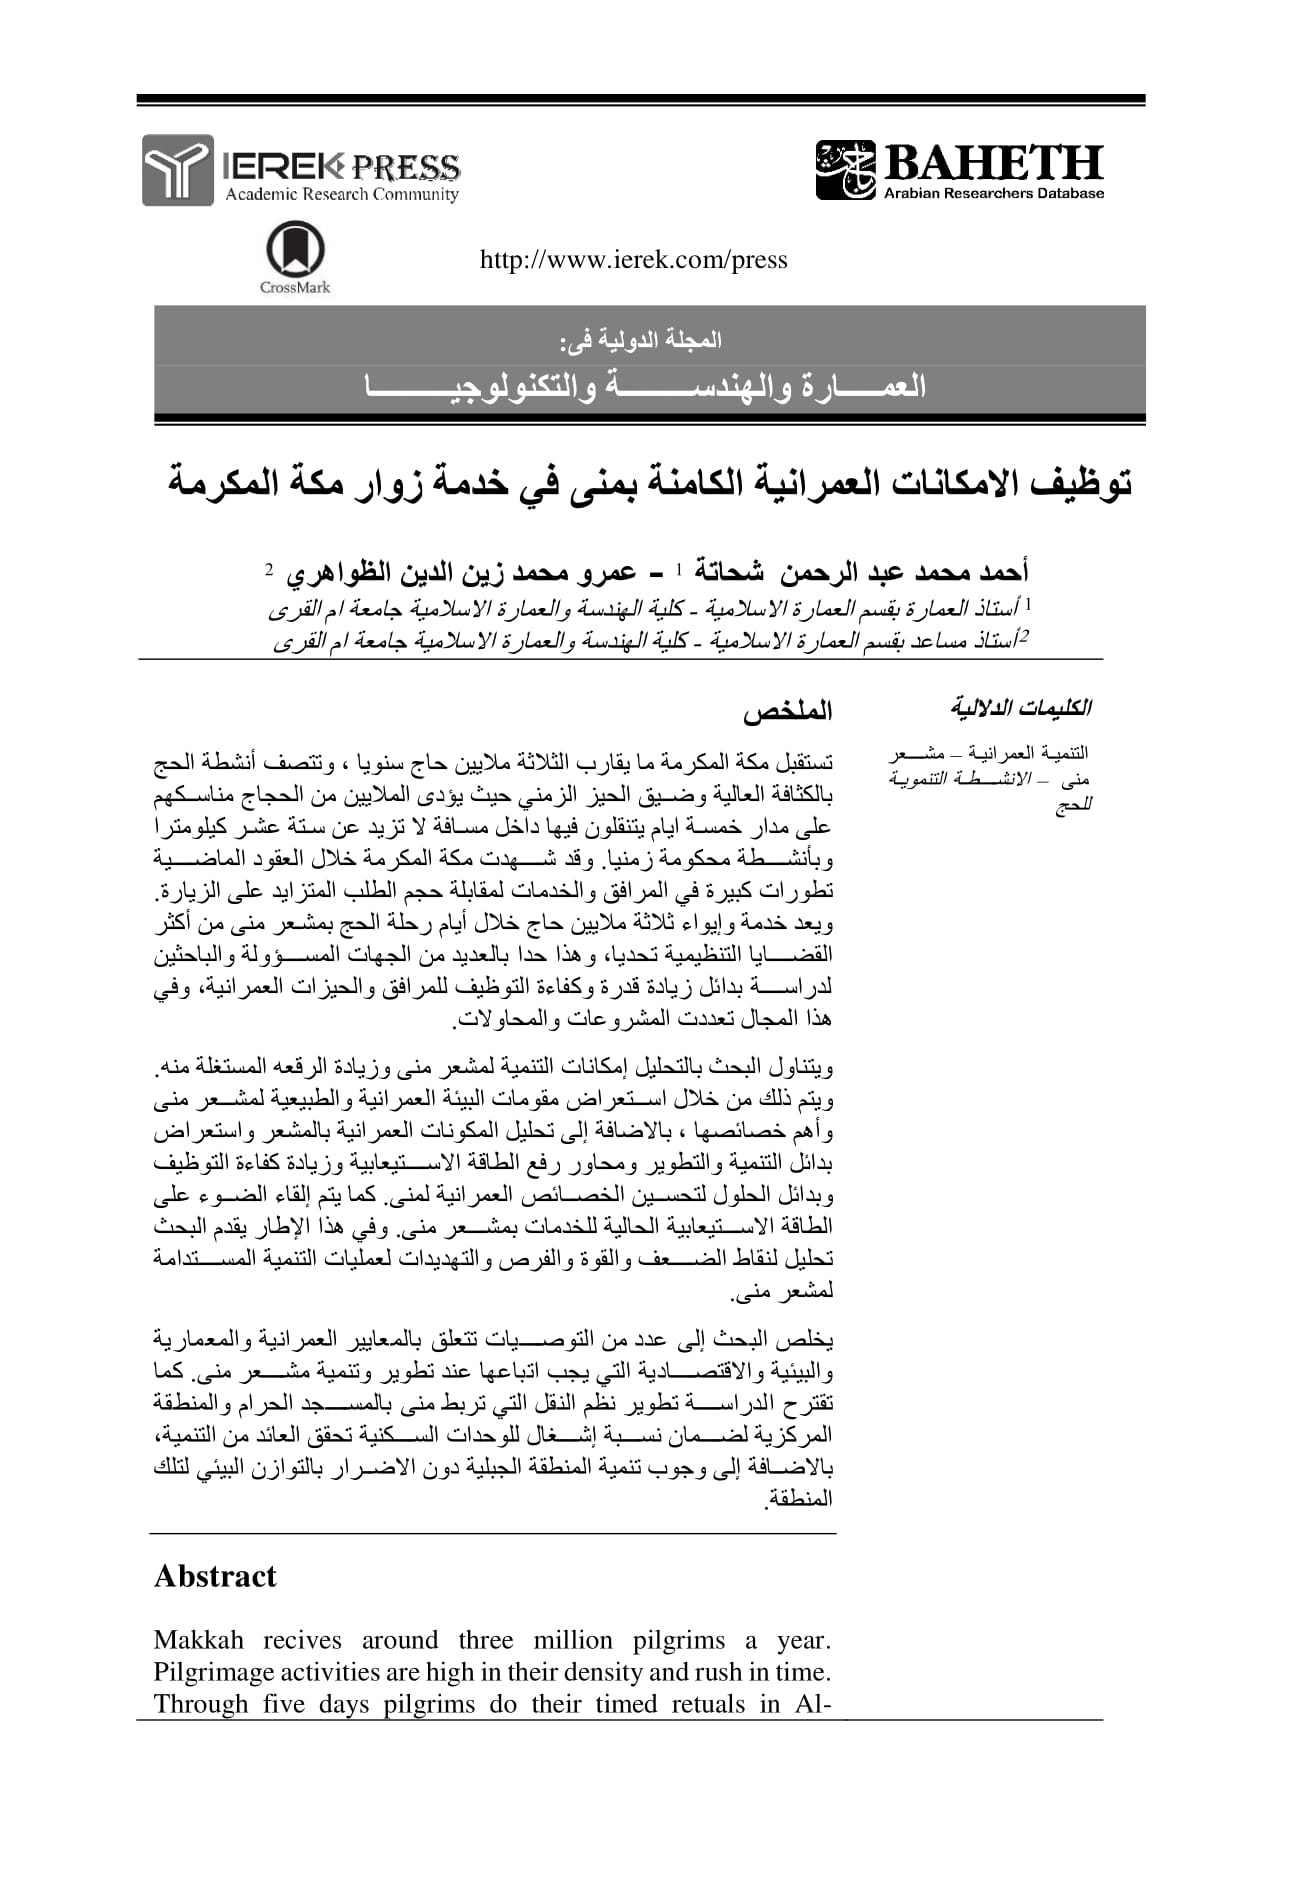 IEREK PRESS
Academic Research Community
BAHETH
Arabian Researchers Database
CrossMark
http://www.ierek.com/press
المجلة الدولية فى:
العمـــارة والهندســـــة والتكنولوجيـــــا
توظيف الامكانات العمرانية الكامنة بمنى في خدمة زوار مكة المكرمة
أحمد محمد عبد الرحمن شحاتة 1 - عمرو محمد زين الدين الظواهري 2
1 أستاذ العمارة بقسم العمارة الاسلامية - كلية الهندسة والعمارة الاسلامية جامعة ام القرى
2أستاذ مساعد بقسم العمارة الاسلامية - كلية الهندسة والعمارة الاسلامية جامعة ام القرى
الكليمات الدلالية
التنمية العمرانية – مشعر
منى – الانشطة التنموية
للحج
الملخص
تستقبل مكة المكرمة ما يقارب الثلاثة ملايين حاج سنويا ، وتتصف أنشطة الحج
بالكثافة العالية وضيق الحيز الزمني حيث يؤدى الملايين من الحجاج مناسكهم
على مدار خمسة ايام يتنقلون فيها داخل مسافة لا تزيد عن ستة عشر كيلومترا
وبأنشطة محكومة زمنيا. وقد شهدت مكة المكرمة خلال العقود الماضية
تطورات كبيرة في المرافق والخدمات لمقابلة حجم الطلب المتزايد على الزيارة.
ويعد خدمة وإيواء ثلاثة ملايين حاج خلال أيام رحلة الحج بمشعر منى من أكثر
القضايا التنظيمية تحديا، وهذا حدا بالعديد من الجهات المسؤولة والباحثين
لدراسة بدائل زيادة قدرة وكفاءة التوظيف للمرافق والحيزات العمرانية، وفي
هذا المجال تعددت المشروعات والمحاولات.
ويتناول البحث بالتحليل إمكانات التنمية لمشعر منى وزيادة الرقعه المستغلة منه.
ويتم ذلك من خلال استعراض مقومات البيئة العمرانية والطبيعية لمشعر منى
وأهم خصائصها ، بالاضافة إلى تحليل المكونات العمرانية بالمشعر واستعراض
بدائل التنمية والتطوير ومحاور رفع الطاقة الاستيعابية وزيادة كفاءة التوظيف
وبدائل الحلول لتحسين الخصائص العمرانية لمنى. كما يتم إلقاء الضوء على
الطاقة الاستيعابية الحالية للخدمات بمشعر منى. وفي هذا الإطار يقدم البحث
تحليل لنقاط الضعف والقوة والفرص والتهديدات لعمليات التنمية المستدامة
لمشعر منى.
يخلص البحث إلى عدد من التوصيات تتعلق بالمعايير العمرانية والمعمارية
والبيئية والاقتصادية التي يجب اتباعها عند تطوير وتنمية مشعر منى. كما
تقترح الدراسة تطوير نظم النقل التي تربط منى بالمسجد الحرام والمنطقة
المركزية لضمان نسبة إشغال للوحدات السكنية تحقق العائد من التنمية،
بالاضافة إلى وجوب تنمية المنطقة الجبلية دون الاضرار بالتوازن البيئي لتلك
المنطقة.
Abstract
Makkah recives around three million pilgrims a year.
Pilgrimage activities are high in their density and rush in time.
Through five days pilgrims do their timed retuals in Al-